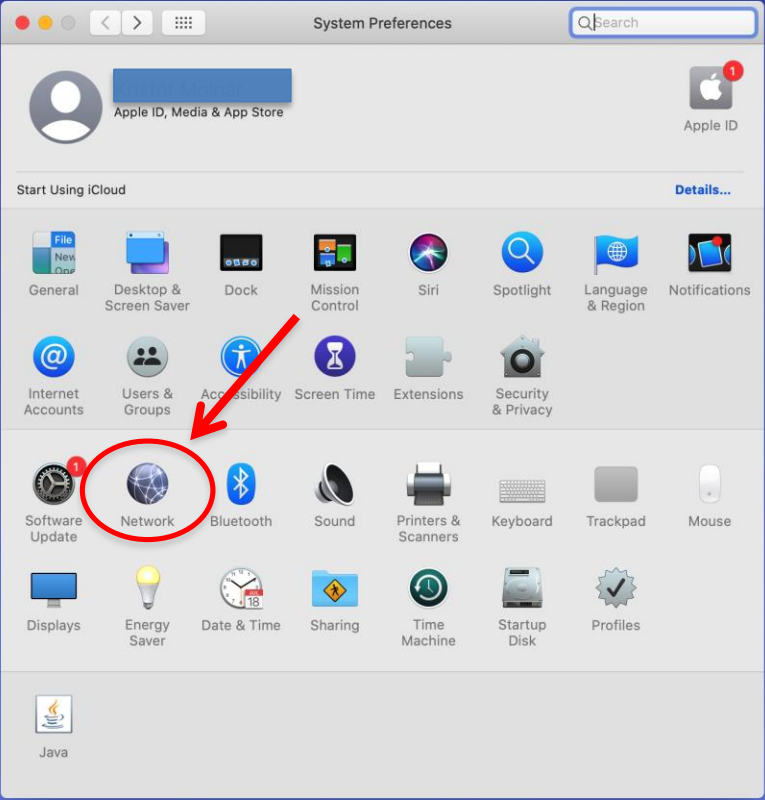 System Preferences
Search
Apple ID, Media & App Store
1
Apple ID
Start Using iCloud
Details...
File
New
Ope
General
Desktop &
Screen Saver
Dock
Mission
Control
Siri
Spotlight
Language
& Region
Notifications
@
Internet
Accounts
Users &
Groups
Accessibility
Screen Time
Extensions
Security
& Privacy
1
Software
Update
Network
Bluetooth
Sound
Printers &
Scanners
Keyboard
Trackpad
Mouse
Displays
Energy
Saver
JUL
18
Date & Time
Sharing
Time
Machine
Startup
Disk
Profiles
Java